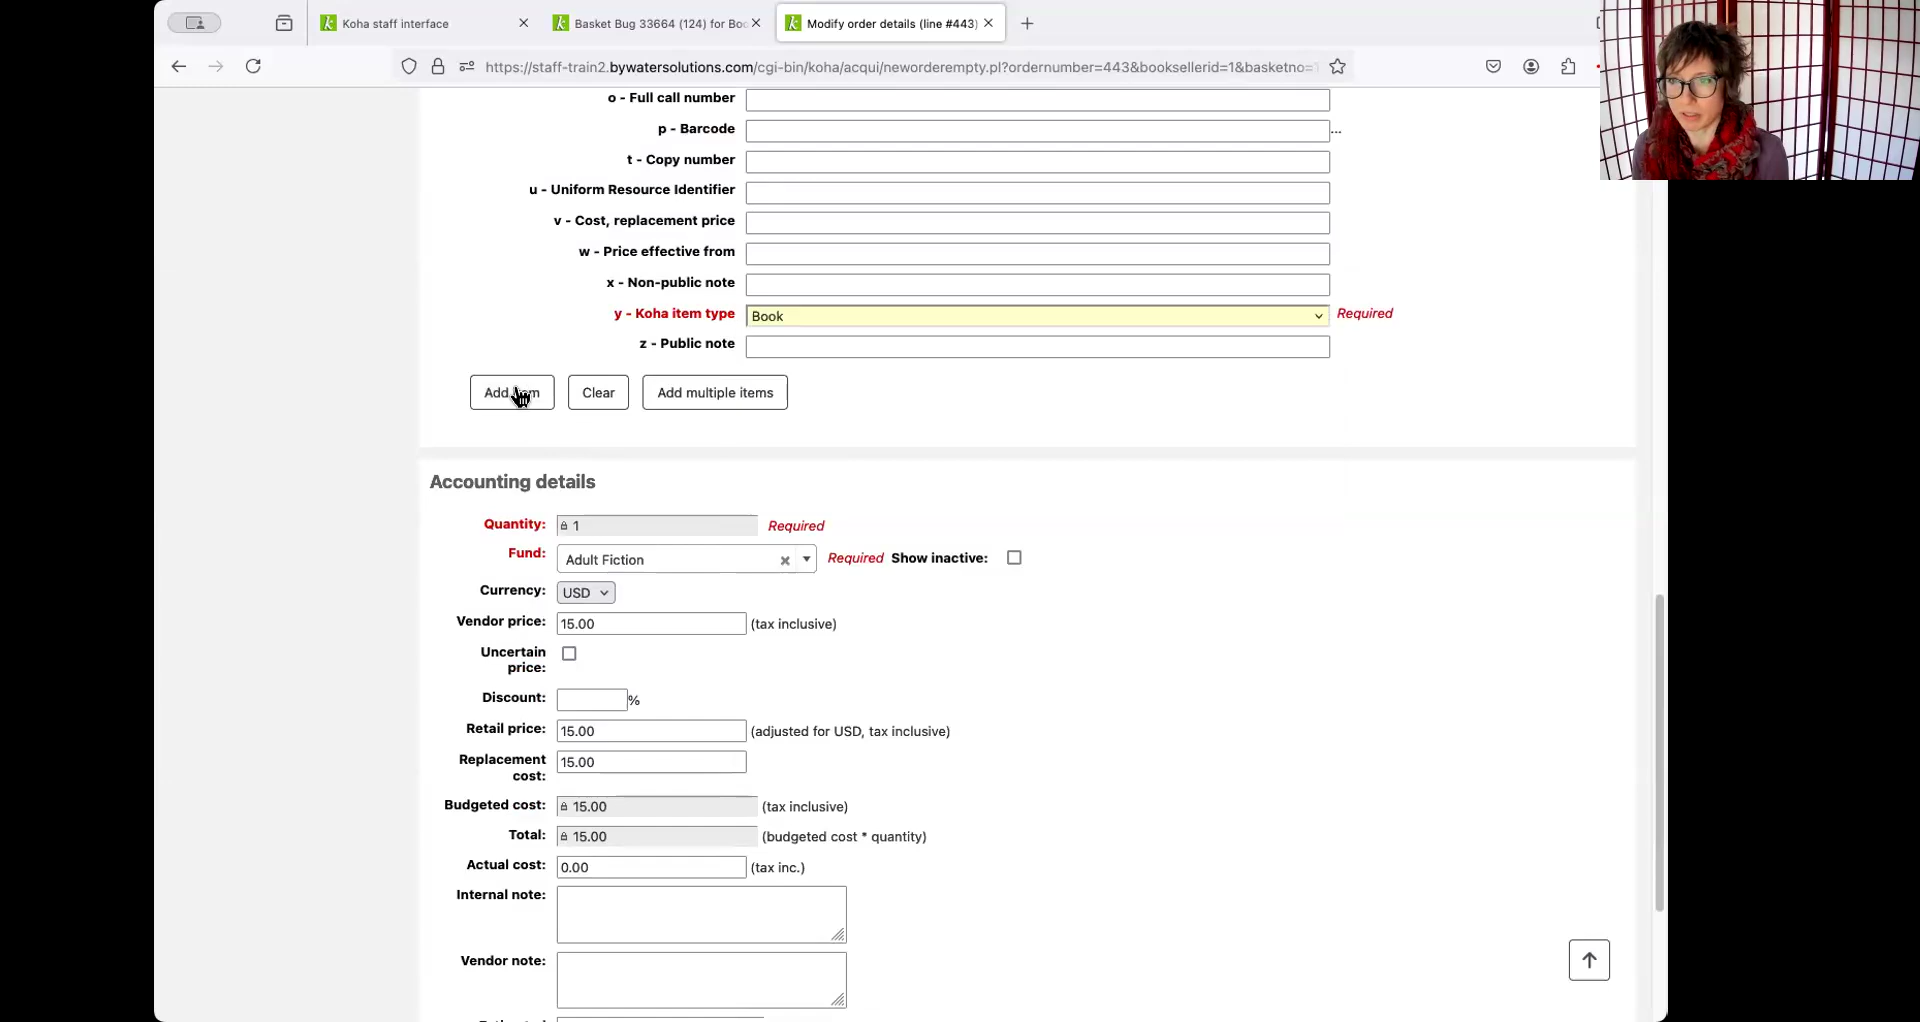 Koha staff interface
Basket Bug 33664 (124) for Boo
Modify order details (line #443)
https://staff-train2.bywatersolutions.com/cgi-bin/koha/acqui/neworderempty.pl?ordernumber=443&booksellerid=1&basketno=
o - Full call number
p - Barcode
...
t - Copy number
u - Uniform Resource Identifier
v - Cost, replacement price
w - Price effective from
x - Non-public note
y - Koha item type Book Required
z - Public note
Add item Clear Add multiple items
Accounting details
Quantity: 1 Required
Fund: Adult Fiction Required Show inactive:
Currency: USD
Vendor price: 15.00 (tax inclusive)
Uncertain
price:
Discount: %
Retail price: 15.00 (adjusted for USD, tax inclusive)
Replacement
cost: 15.00
Budgeted cost: 15.00 (tax inclusive)
Total: 15.00 (budgeted cost * quantity)
Actual cost: 0.00 (tax inc.)
Internal note:
Vendor note: